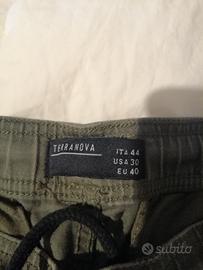 TERRANOVA
ITA 44
USA 30
EU 40
subito